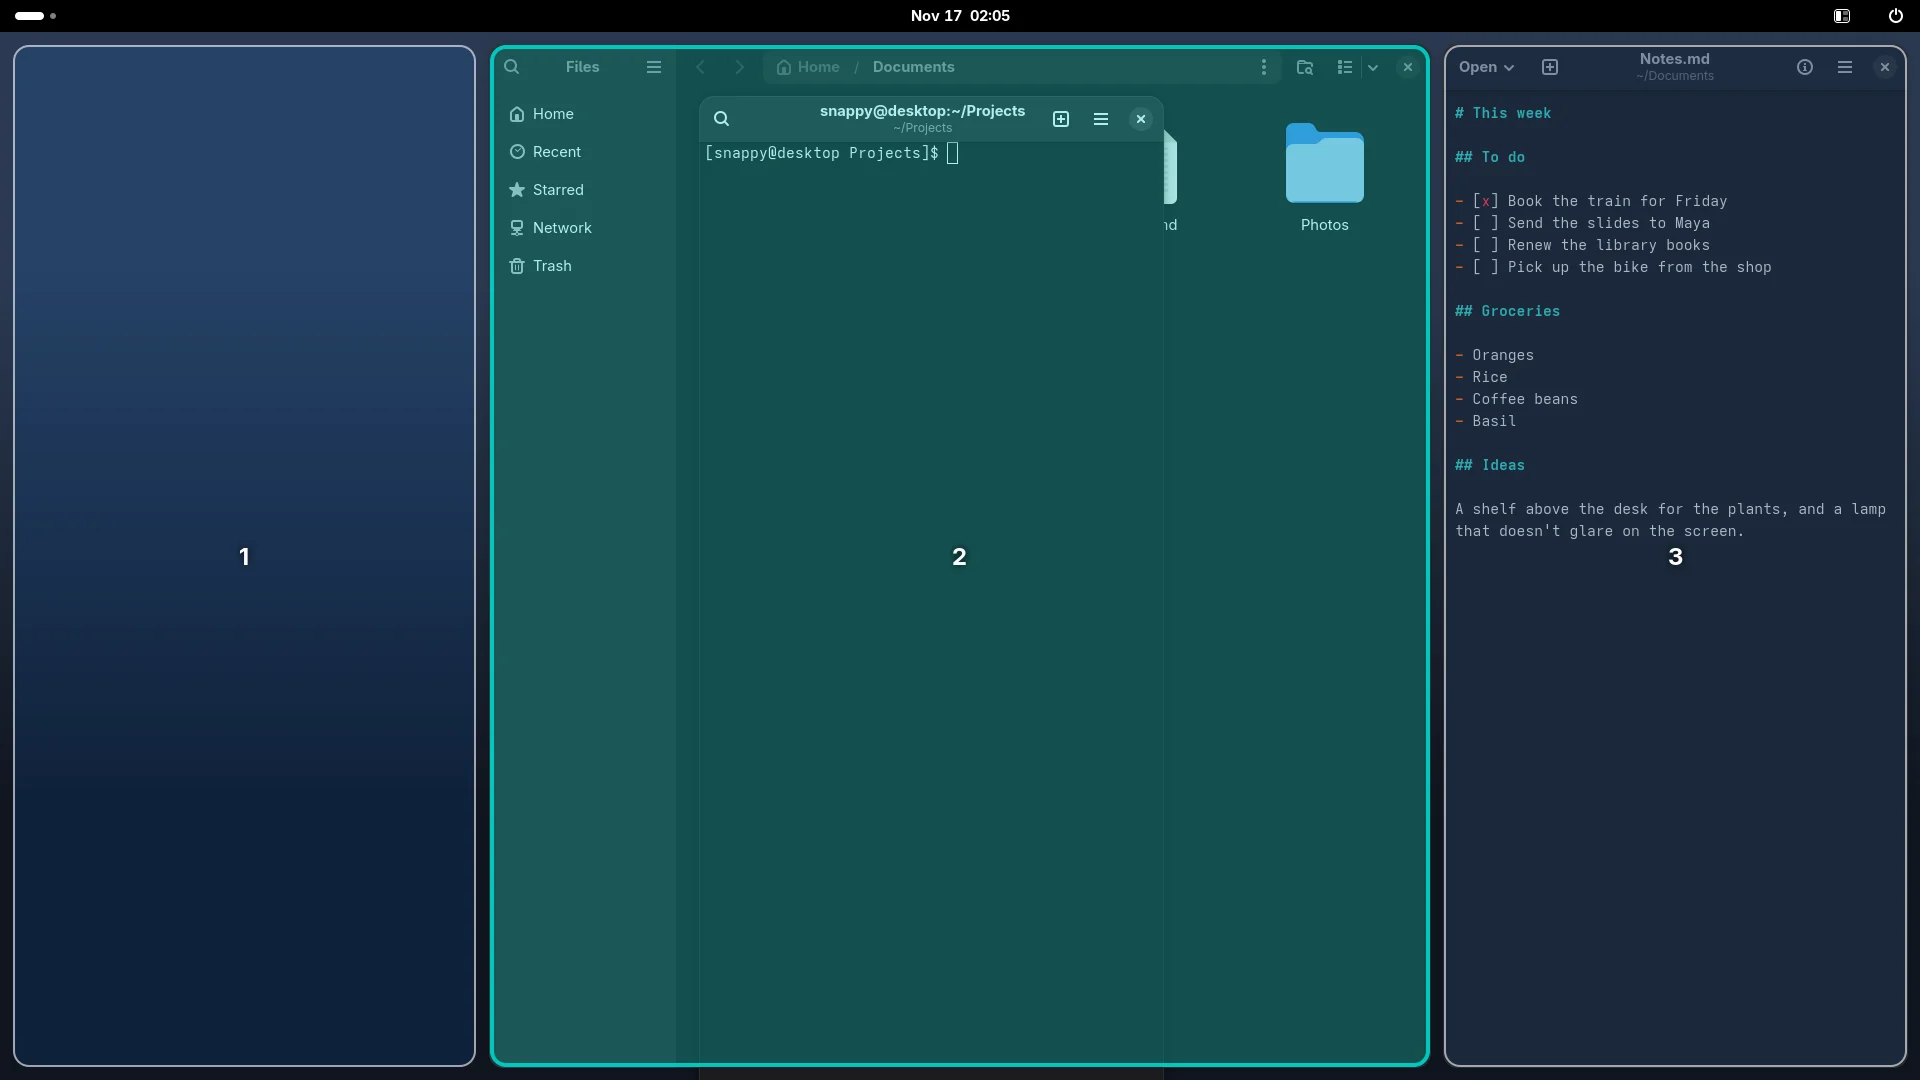 Nov 17 02:05
1
Files
Home
Recent
Starred
Network
Trash
Home / Documents
snappy@desktop:~/Projects
~/Projects
[snappy@desktop Projects]$
nd
Photos
2
Open
Notes.md
~/Documents
# This week
## To do
- [x] Book the train for Friday
- [ ] Send the slides to Maya
- [ ] Renew the library books
- [ ] Pick up the bike from the shop
## Groceries
- Oranges
- Rice
- Coffee beans
- Basil
## Ideas
A shelf above the desk for the plants, and a lamp
that doesn't glare on the screen.
3